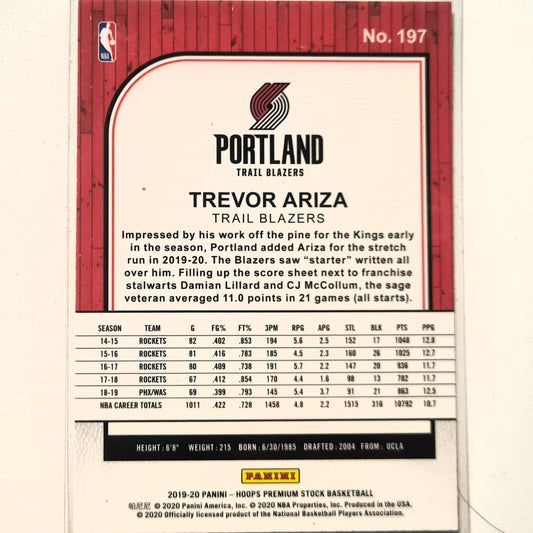 NBA
No. 197
PORTLAND
TRAIL BLAZERS
TREVOR ARIZA
TRAIL BLAZERS
Impressed by his work off the pine for the Kings early
in the season, Portland added Ariza for the stretch
run in 2019-20. The Blazers saw “starter” written all
over him. Filling up the score sheet next to franchise
stalwarts Damian Lillard and CJ McCollum, the sage
veteran averaged 11.0 points in 21 games (all starts).
SEASON TEAM G FG% FT% 3PM RPG APG STL BLK PTS PPG
14-15 ROCKETS 82 .402 .853 194 5.6 2.5 152 17 1048 12.8
15-16 ROCKETS 81 .416 .783 185 4.5 2.3 160 26 1025 12.7
16-17 ROCKETS 80 .409 .738 191 5.7 2.2 147 20 936 11.7
17-18 ROCKETS 67 .412 .854 170 4.4 1.6 98 13 782 11.7
18-19 PHX/WAS 69 .399 .793 145 5.4 3.7 91 21 863 12.5
NBA CAREER TOTALS 1011 .422 .728 1458 4.8 2.2 1515 316 10792 10.7
HEIGHT: 6'8" WEIGHT: 215 BORN: 6/30/1985 DRAFTED: 2004 FROM: UCLA
PANINI
2019-20 PANINI – HOOPS PREMIUM STOCK BASKETBALL
帕尼尼 © 2020 Panini America, Inc. © 2020 NBA Properties, Inc. Produced in the USA.
© 2020 Officially licensed product of the National Basketball Players Association.